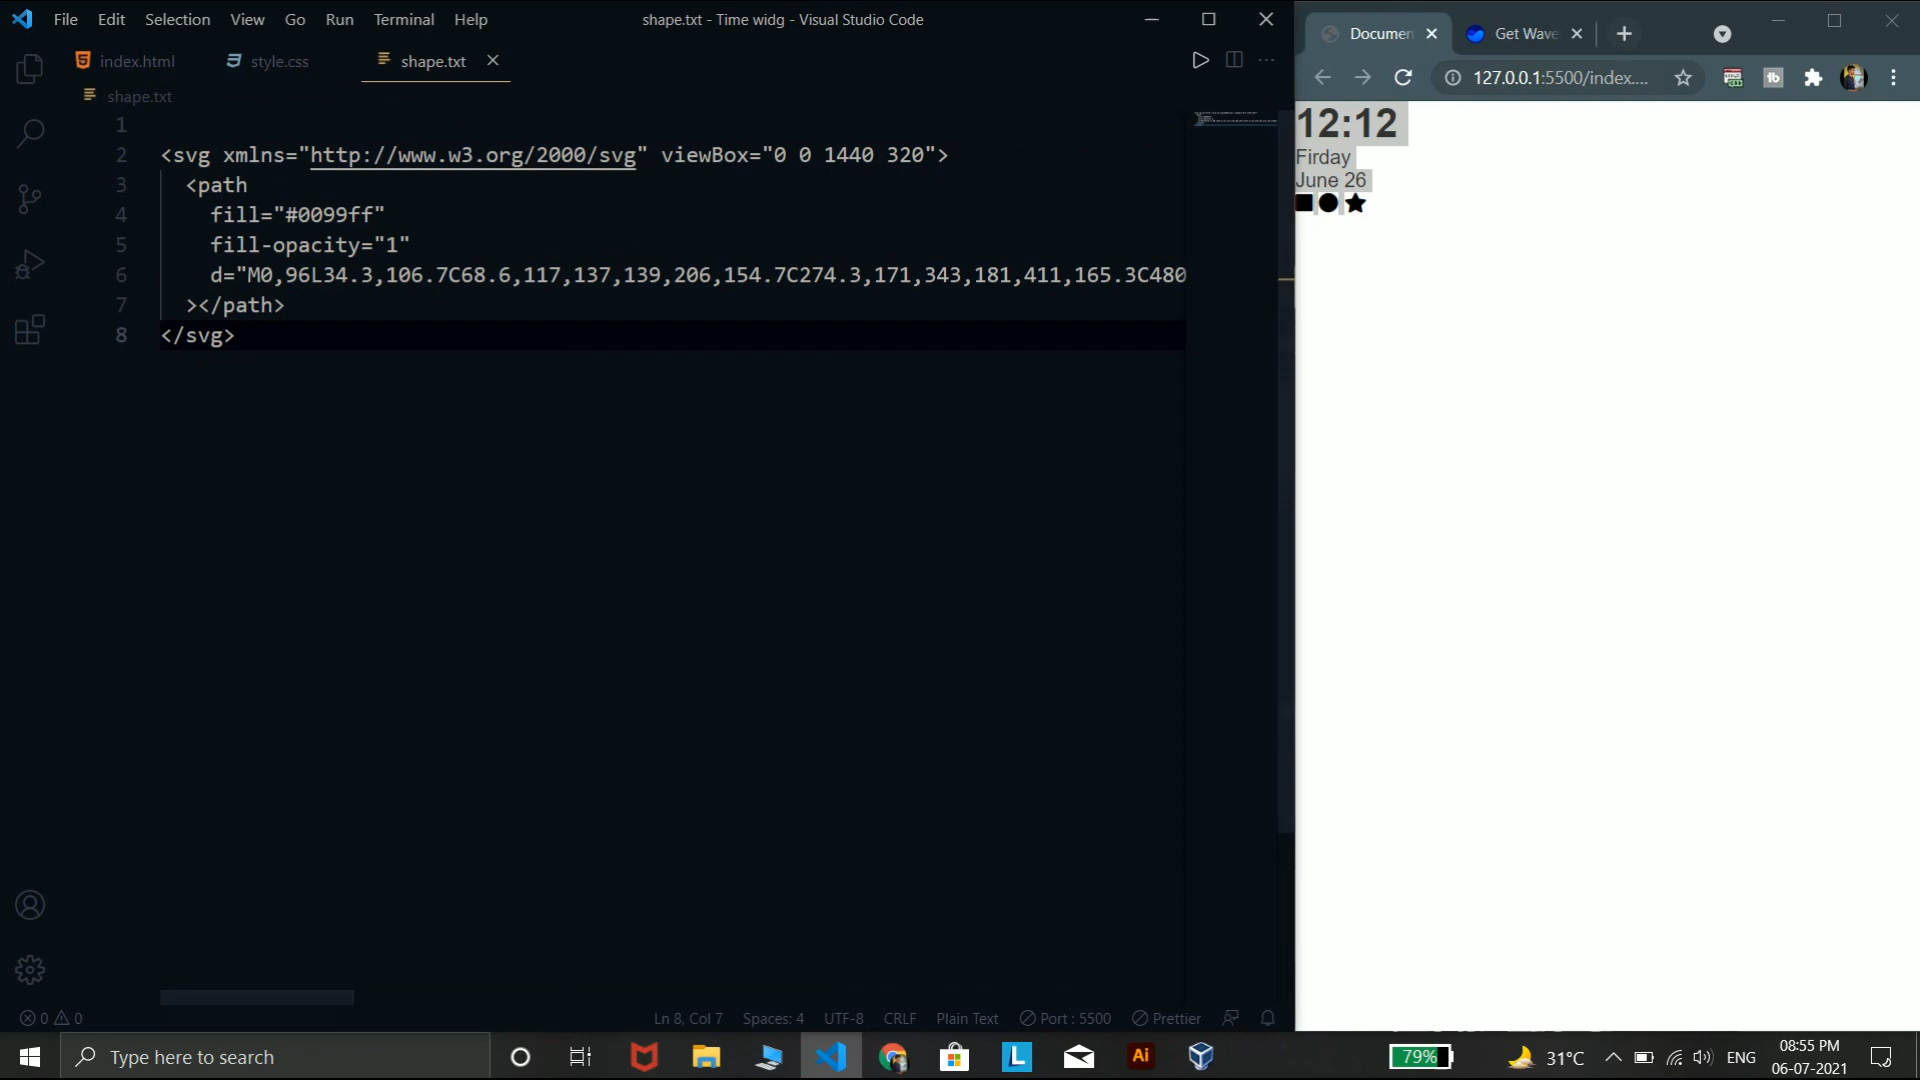 File Edit Selection View Go Run Terminal Help
shape.txt - Time widg - Visual Studio Code
index.html
style.css
shape.txt
shape.txt
1
2 <svg xmlns="http://www.w3.org/2000/svg" viewBox="0 0 1440 320">
3 <path
4 fill="#0099ff"
5 fill-opacity="1"
6 d="M0,96L34.3,106.7C68.6,117,137,139,206,154.7C274.3,171,343,181,411,165.3C480
7 ></path>
8 </svg>
0 0
Ln 8, Col 7 Spaces: 4 UTF-8 CRLF Plain Text Port : 5500 Prettier
Documen
Get Wave
127.0.0.1:5500/index....
12:12
Firday
June 26
Type here to search
L
Ai
79%
31°C
ENG
08:55 PM
06-07-2021